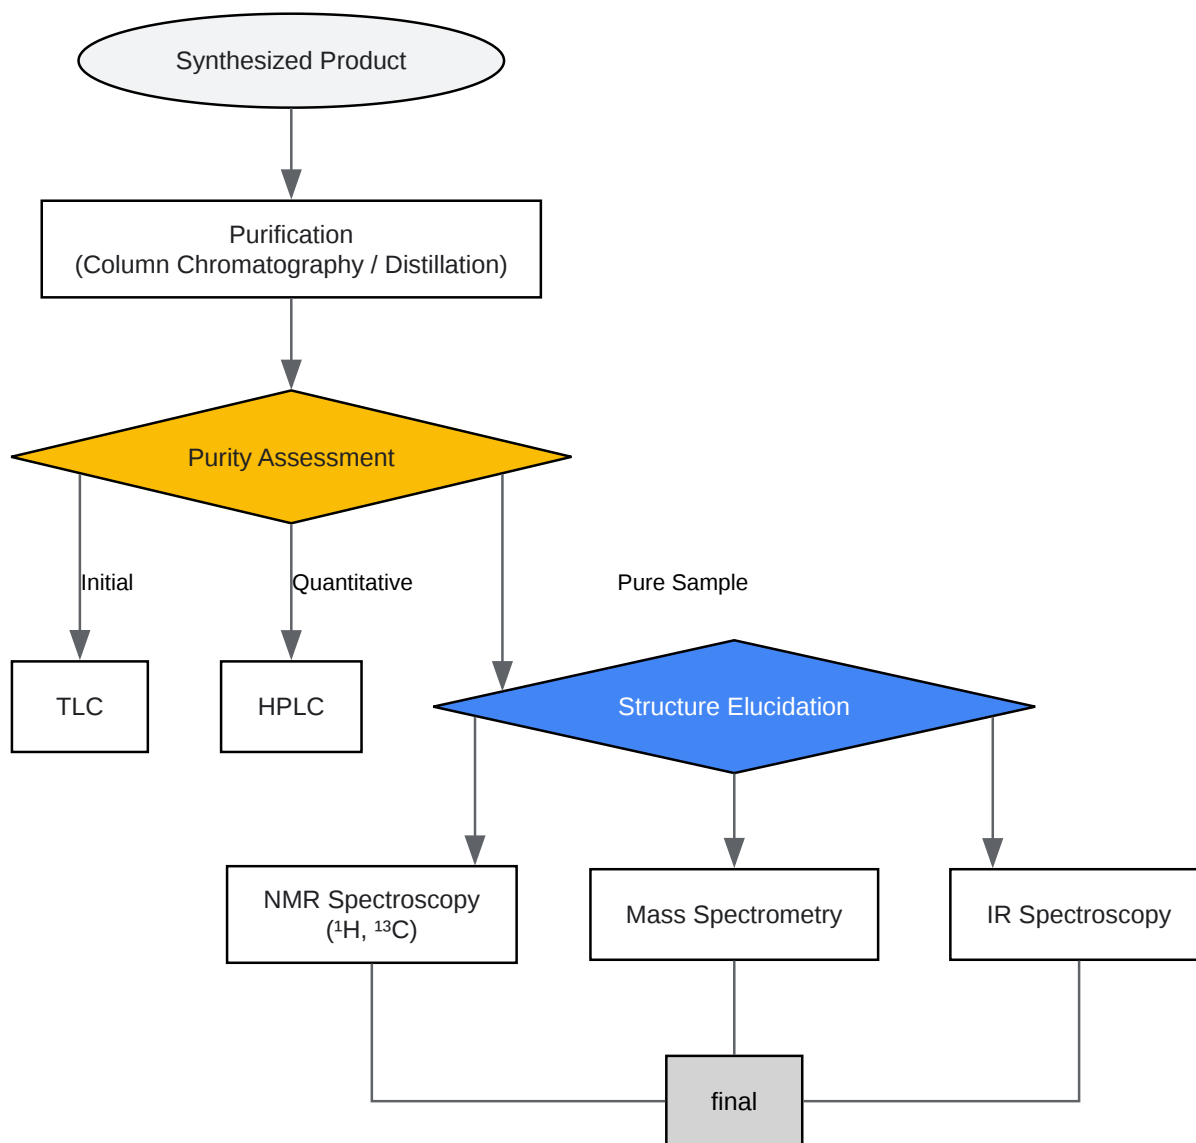 Synthesized Product
Purification
(Column Chromatography / Distillation)
Purity Assessment
Initial
Quantitative
Pure Sample
TLC
HPLC
Structure Elucidation
NMR Spectroscopy
(¹H, ¹³C)
Mass Spectrometry
IR Spectroscopy
final